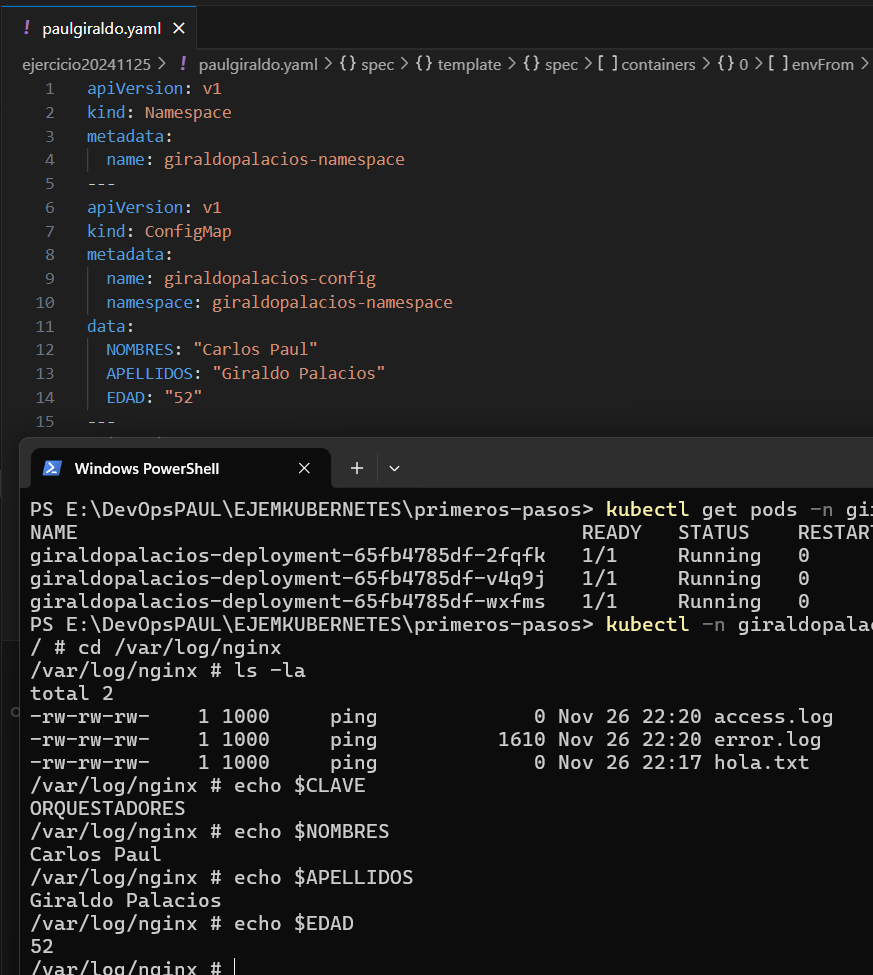 ! paulgiraldo.yaml ×
ejercicio20241125 > ! paulgiraldo.yaml > {} spec > {} template > {} spec > [ ] containers > {} 0 > [ ] envFrom >
1 apiVersion: v1
2 kind: Namespace
3 metadata:
4 name: giraldopalacios-namespace
5 ---
6 apiVersion: v1
7 kind: ConfigMap
8 metadata:
9 name: giraldopalacios-config
10 namespace: giraldopalacios-namespace
11 data:
12 NOMBRES: "Carlos Paul"
13 APELLIDOS: "Giraldo Palacios"
14 EDAD: "52"
15 ---
Windows PowerShell × +
PS E:\DevOpsPAUL\EJEMKUBERNETES\primeros-pasos> kubectl get pods -n gi
NAME READY STATUS RESTART
giraldopalacios-deployment-65fb4785df-2fqfk 1/1 Running 0
giraldopalacios-deployment-65fb4785df-v4q9j 1/1 Running 0
giraldopalacios-deployment-65fb4785df-wxfms 1/1 Running 0
PS E:\DevOpsPAUL\EJEMKUBERNETES\primeros-pasos> kubectl -n giraldopala
/ # cd /var/log/nginx
/var/log/nginx # ls -la
total 2
-rw-rw-rw- 1 1000 ping 0 Nov 26 22:20 access.log
-rw-rw-rw- 1 1000 ping 1610 Nov 26 22:20 error.log
-rw-rw-rw- 1 1000 ping 0 Nov 26 22:17 hola.txt
/var/log/nginx # echo $CLAVE
ORQUESTADORES
/var/log/nginx # echo $NOMBRES
Carlos Paul
/var/log/nginx # echo $APELLIDOS
Giraldo Palacios
/var/log/nginx # echo $EDAD
52
/var/log/nginx #